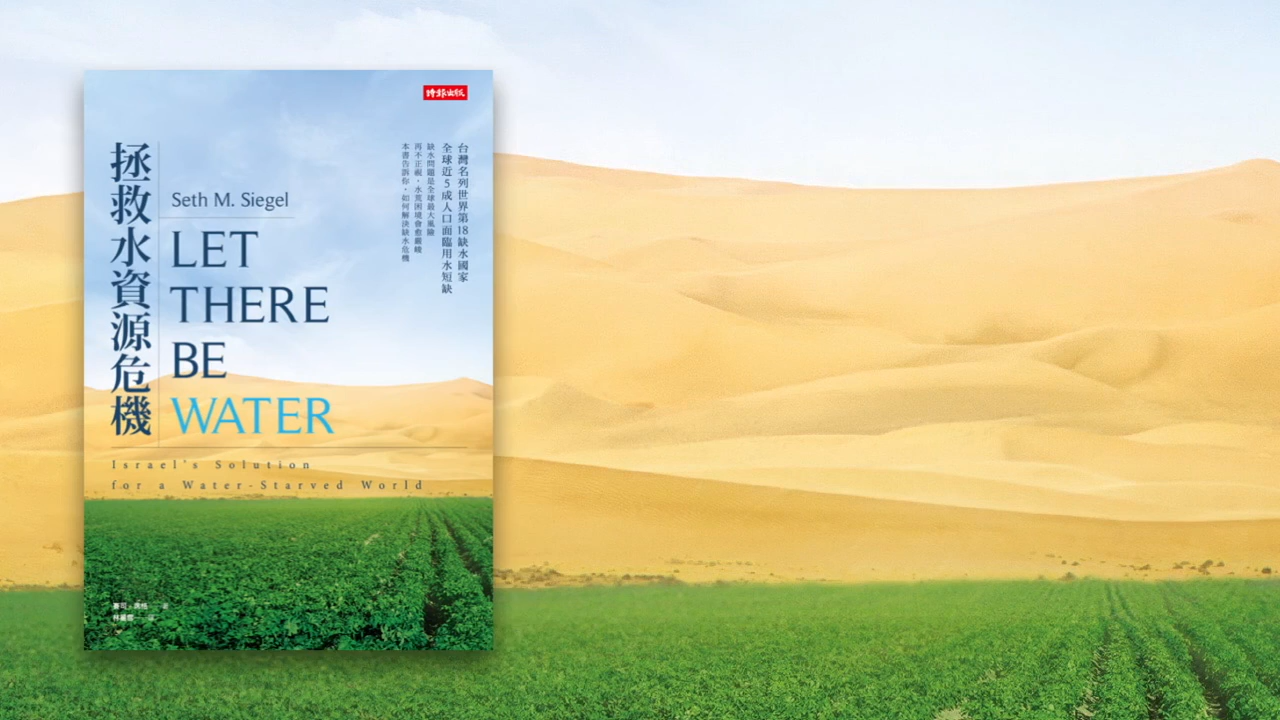 時報出版
台灣名列世界第18缺水國家
全球近5成人口面臨用水短缺
缺水問題是全球最大風險
再不正視，水荒困境會愈嚴峻
本書告訴你，如何解決缺水危機
拯救水資源危機
Seth M. Siegel
LET
THERE
BE
WATER
Israel's Solution
for a Water-Starved World